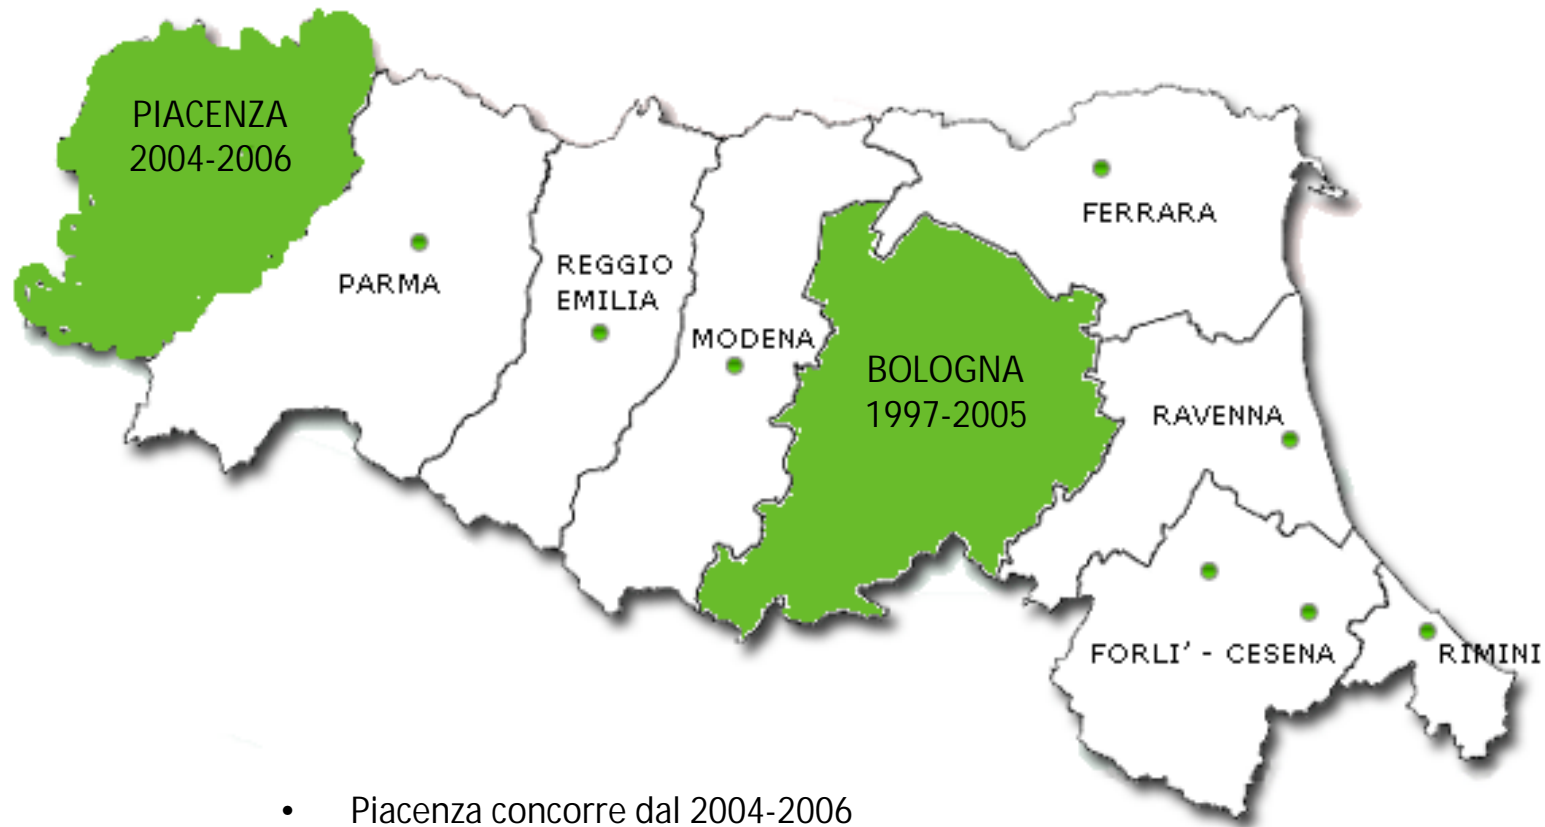 PIACENZA
2004-2006
FERRARA
REGGIO
EMILIA
PARMA
MODENA
BOLOGNA
1997-2005
RAVENNA
FORLI' - CESENA
RIMINI
• Piacenza concorre dal 2004-2006